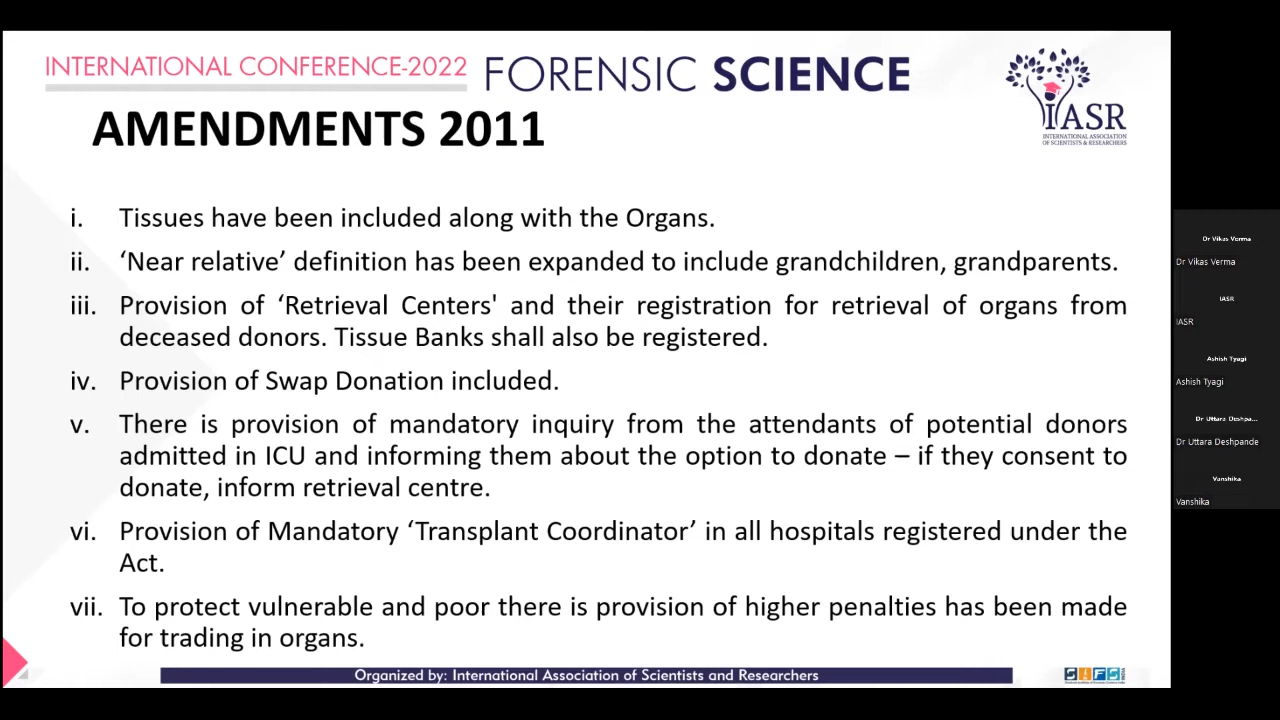 INTERNATIONAL CONFERENCE-2022 FORENSIC SCIENCE
IASR
INTERNATIONAL ASSOCIATION
OF SCIENTISTS & RESEARCHERS
AMENDMENTS 2011
i. Tissues have been included along with the Organs.
ii. ‘Near relative’ definition has been expanded to include grandchildren, grandparents.
iii. Provision of ‘Retrieval Centers' and their registration for retrieval of organs from
deceased donors. Tissue Banks shall also be registered.
iv. Provision of Swap Donation included.
v. There is provision of mandatory inquiry from the attendants of potential donors
admitted in ICU and informing them about the option to donate – if they consent to
donate, inform retrieval centre.
vi. Provision of Mandatory ‘Transplant Coordinator’ in all hospitals registered under the
Act.
vii. To protect vulnerable and poor there is provision of higher penalties has been made
for trading in organs.
Organized by: International Association of Scientists and Researchers
SIFS
INDIA
Dr Vikas Verma
Dr Vikas Verma
IASR
IASR
Ashish Tyagi
Ashish Tyagi
Dr Uttara Deshpa...
Dr Uttara Deshpande
Vanshika
Vanshika